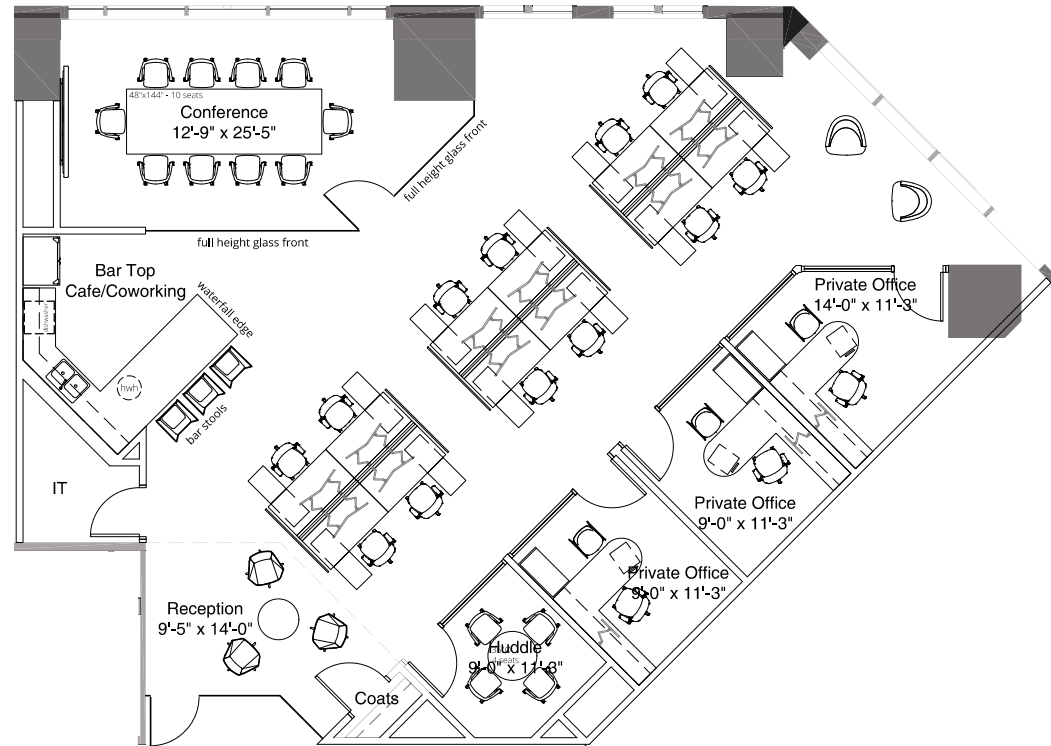 48"x144" - 10 seats
Conference
12'-9" x 25'-5"
full height glass front
full height glass front
Bar Top
Cafe/Coworking
waterfall edge
dishwasher
hwh
bar stools
IT
Private Office
14'-0" x 11'-3"
Private Office
9'-0" x 11'-3"
Private Office
9'-0" x 11'-3"
Reception
9'-5" x 14'-0"
Huddle
seats
9'-0" x 11'-3"
Coats